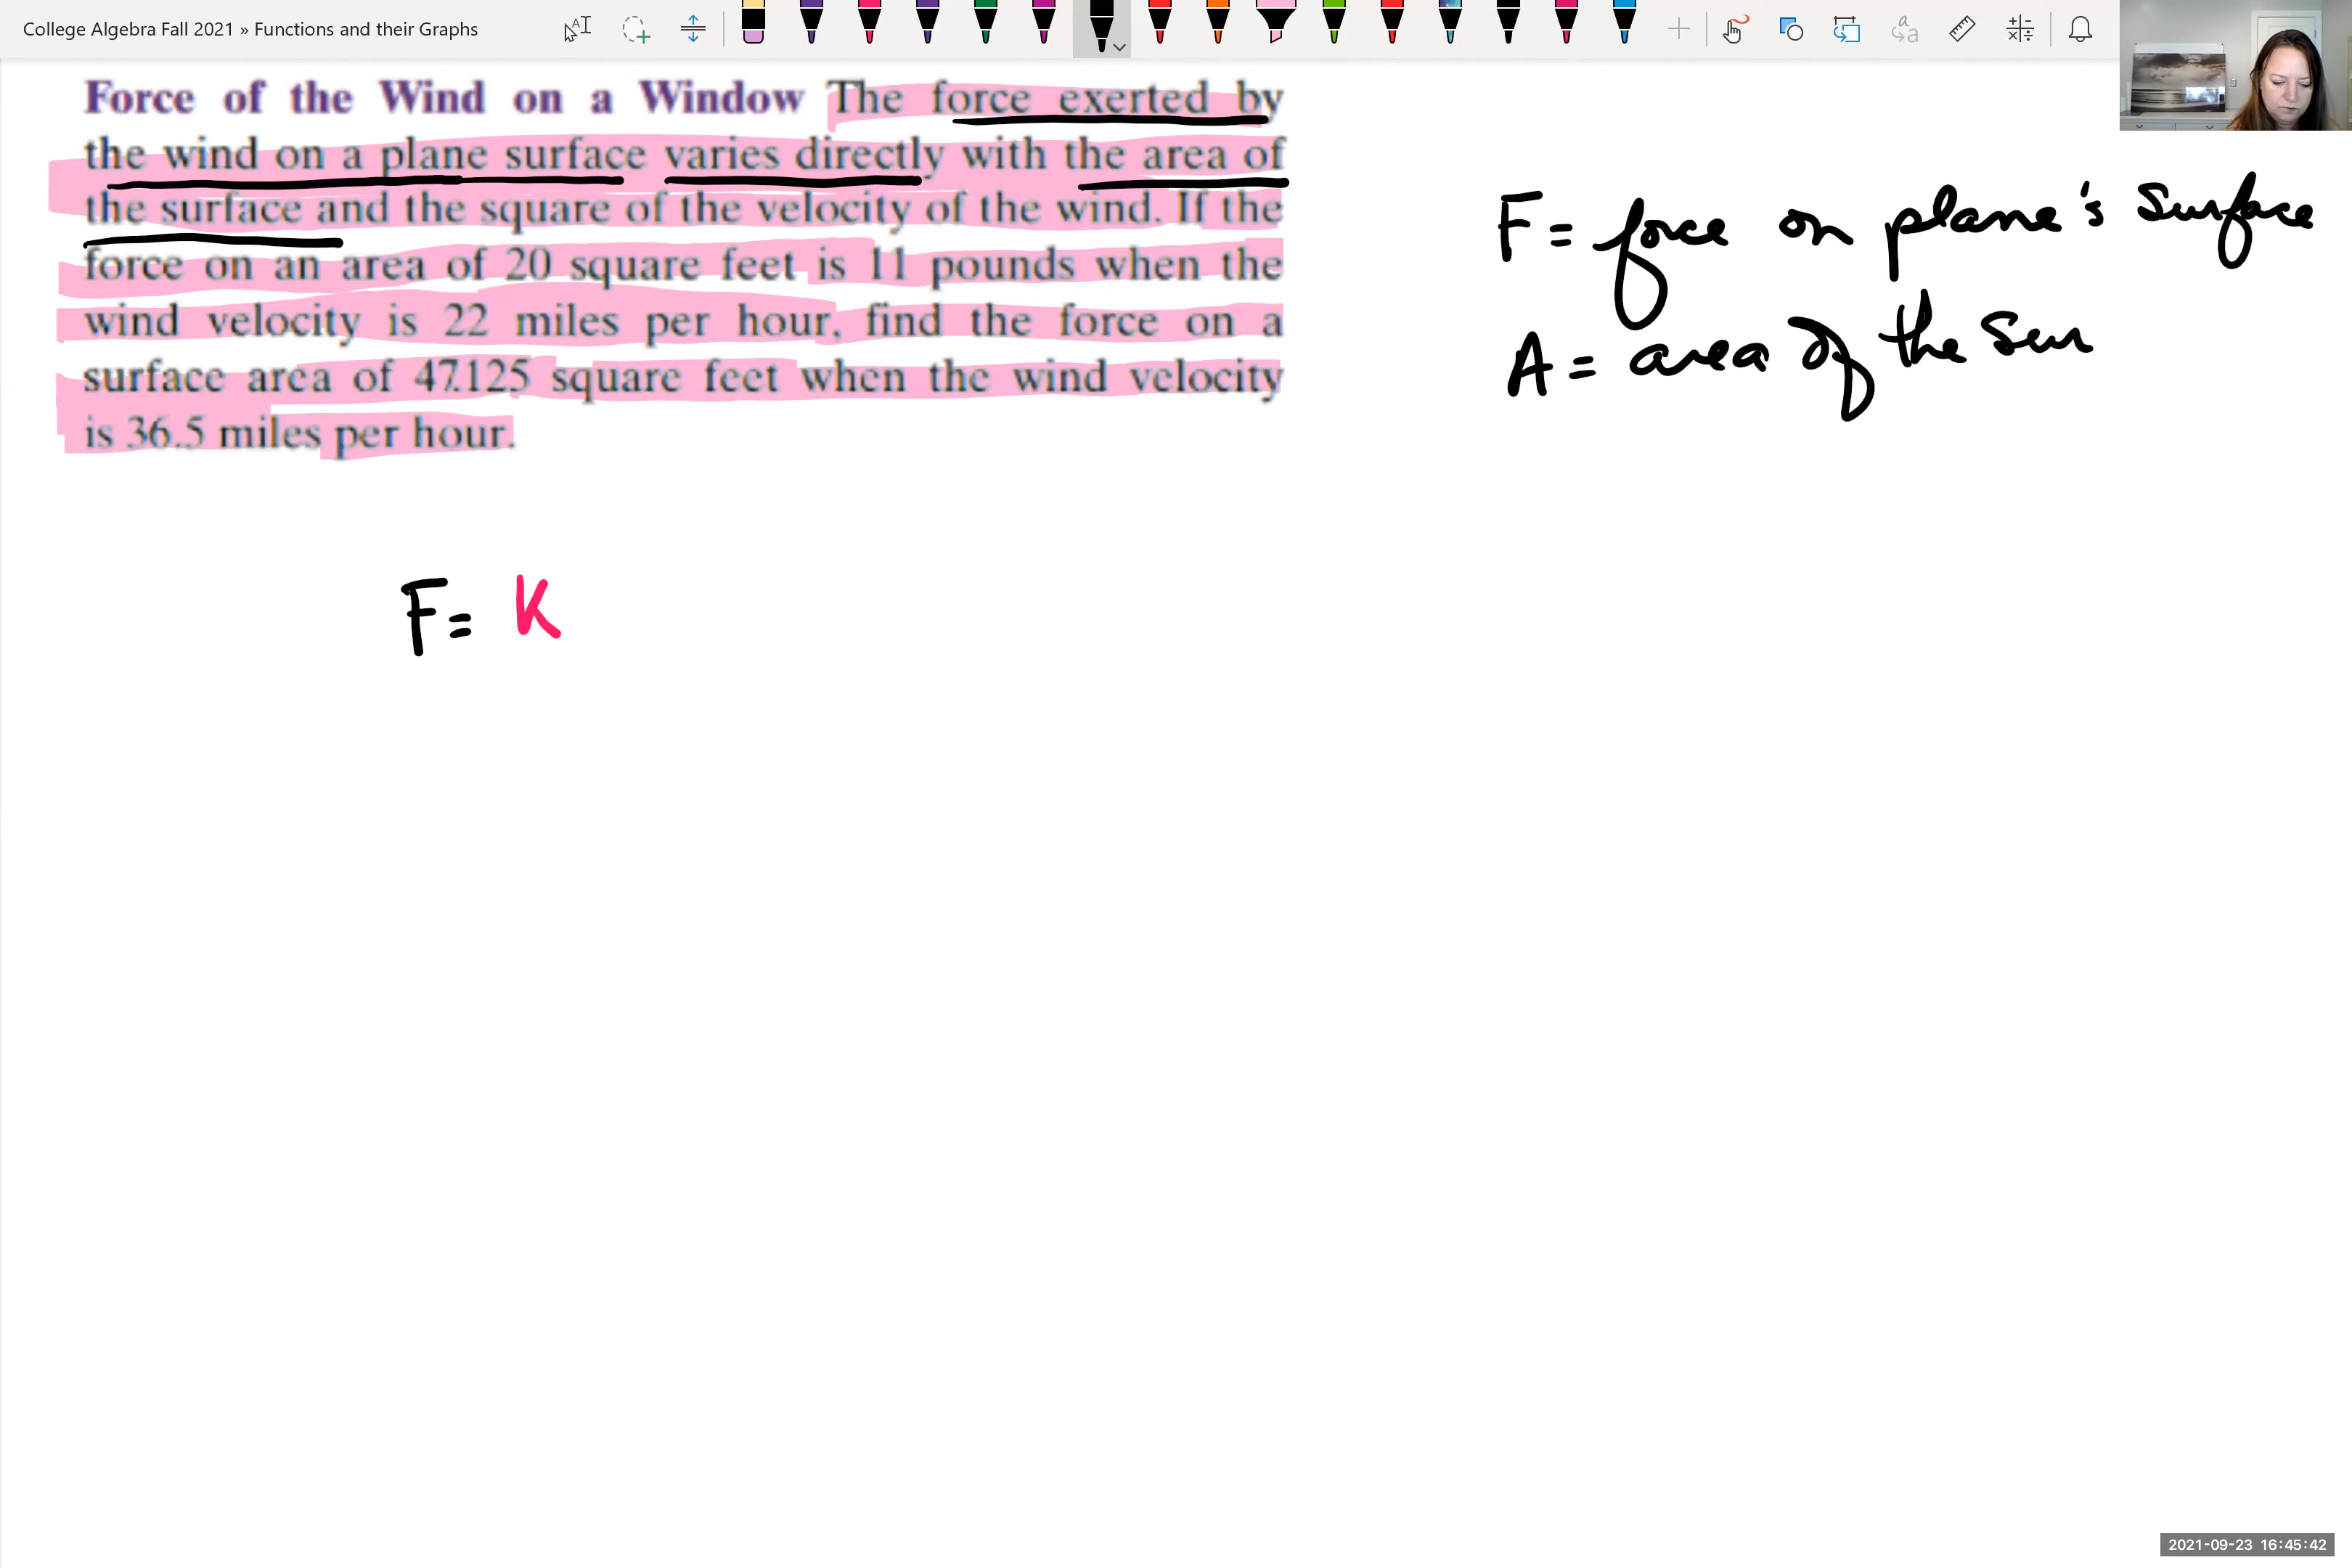 College Algebra Fall 2021 » Functions and their Graphs
Force of the Wind on a Window The force exerted by
the wind on a plane surface varies directly with the area of
the surface and the square of the velocity of the wind. If the
force on an area of 20 square feet is 11 pounds when the
wind velocity is 22 miles per hour, find the force on a
surface area of 47.125 square feet when the wind velocity
is 36.5 miles per hour.
F = force on plane's surface
A = area of the sur
F = K
2021-09-23 16:45:42